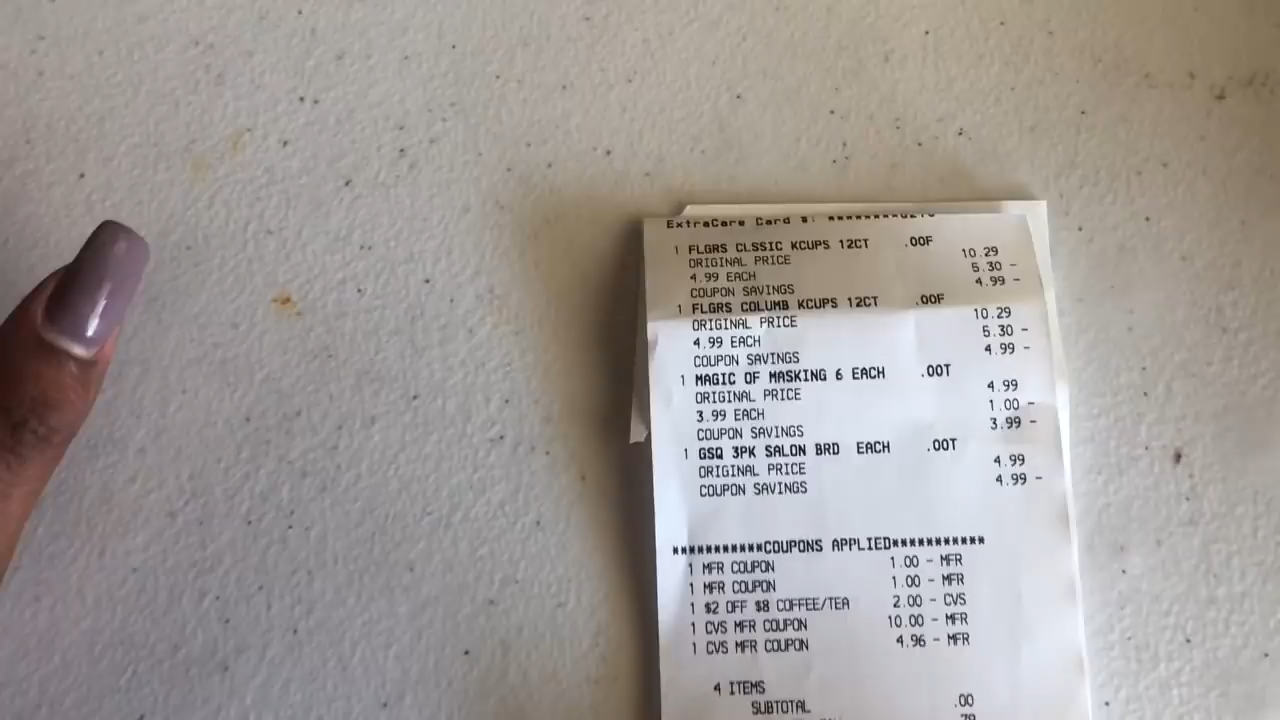 ExtraCare Card #: ********
1 FLGRS CLSSIC KCUPS 12CT .00F
ORIGINAL PRICE 10.29
4.99 EACH 5.30 -
COUPON SAVINGS 4.99 -
1 FLGRS COLUMB KCUPS 12CT .00F
ORIGINAL PRICE 10.29
4.99 EACH 5.30 -
COUPON SAVINGS 4.99 -
1 MAGIC OF MASKING 6 EACH .00T
ORIGINAL PRICE 4.99
3.99 EACH 1.00 -
COUPON SAVINGS 3.99 -
1 GSQ 3PK SALON BRD EACH .00T
ORIGINAL PRICE 4.99
COUPON SAVINGS 4.99 -
***********COUPONS APPLIED***********
1 MFR COUPON 1.00 - MFR
1 MFR COUPON 1.00 - MFR
1 $2 OFF $8 COFFEE/TEA 2.00 - CVS
1 CVS MFR COUPON 10.00 - MFR
1 CVS MFR COUPON 4.96 - MFR
4 ITEMS
SUBTOTAL .00